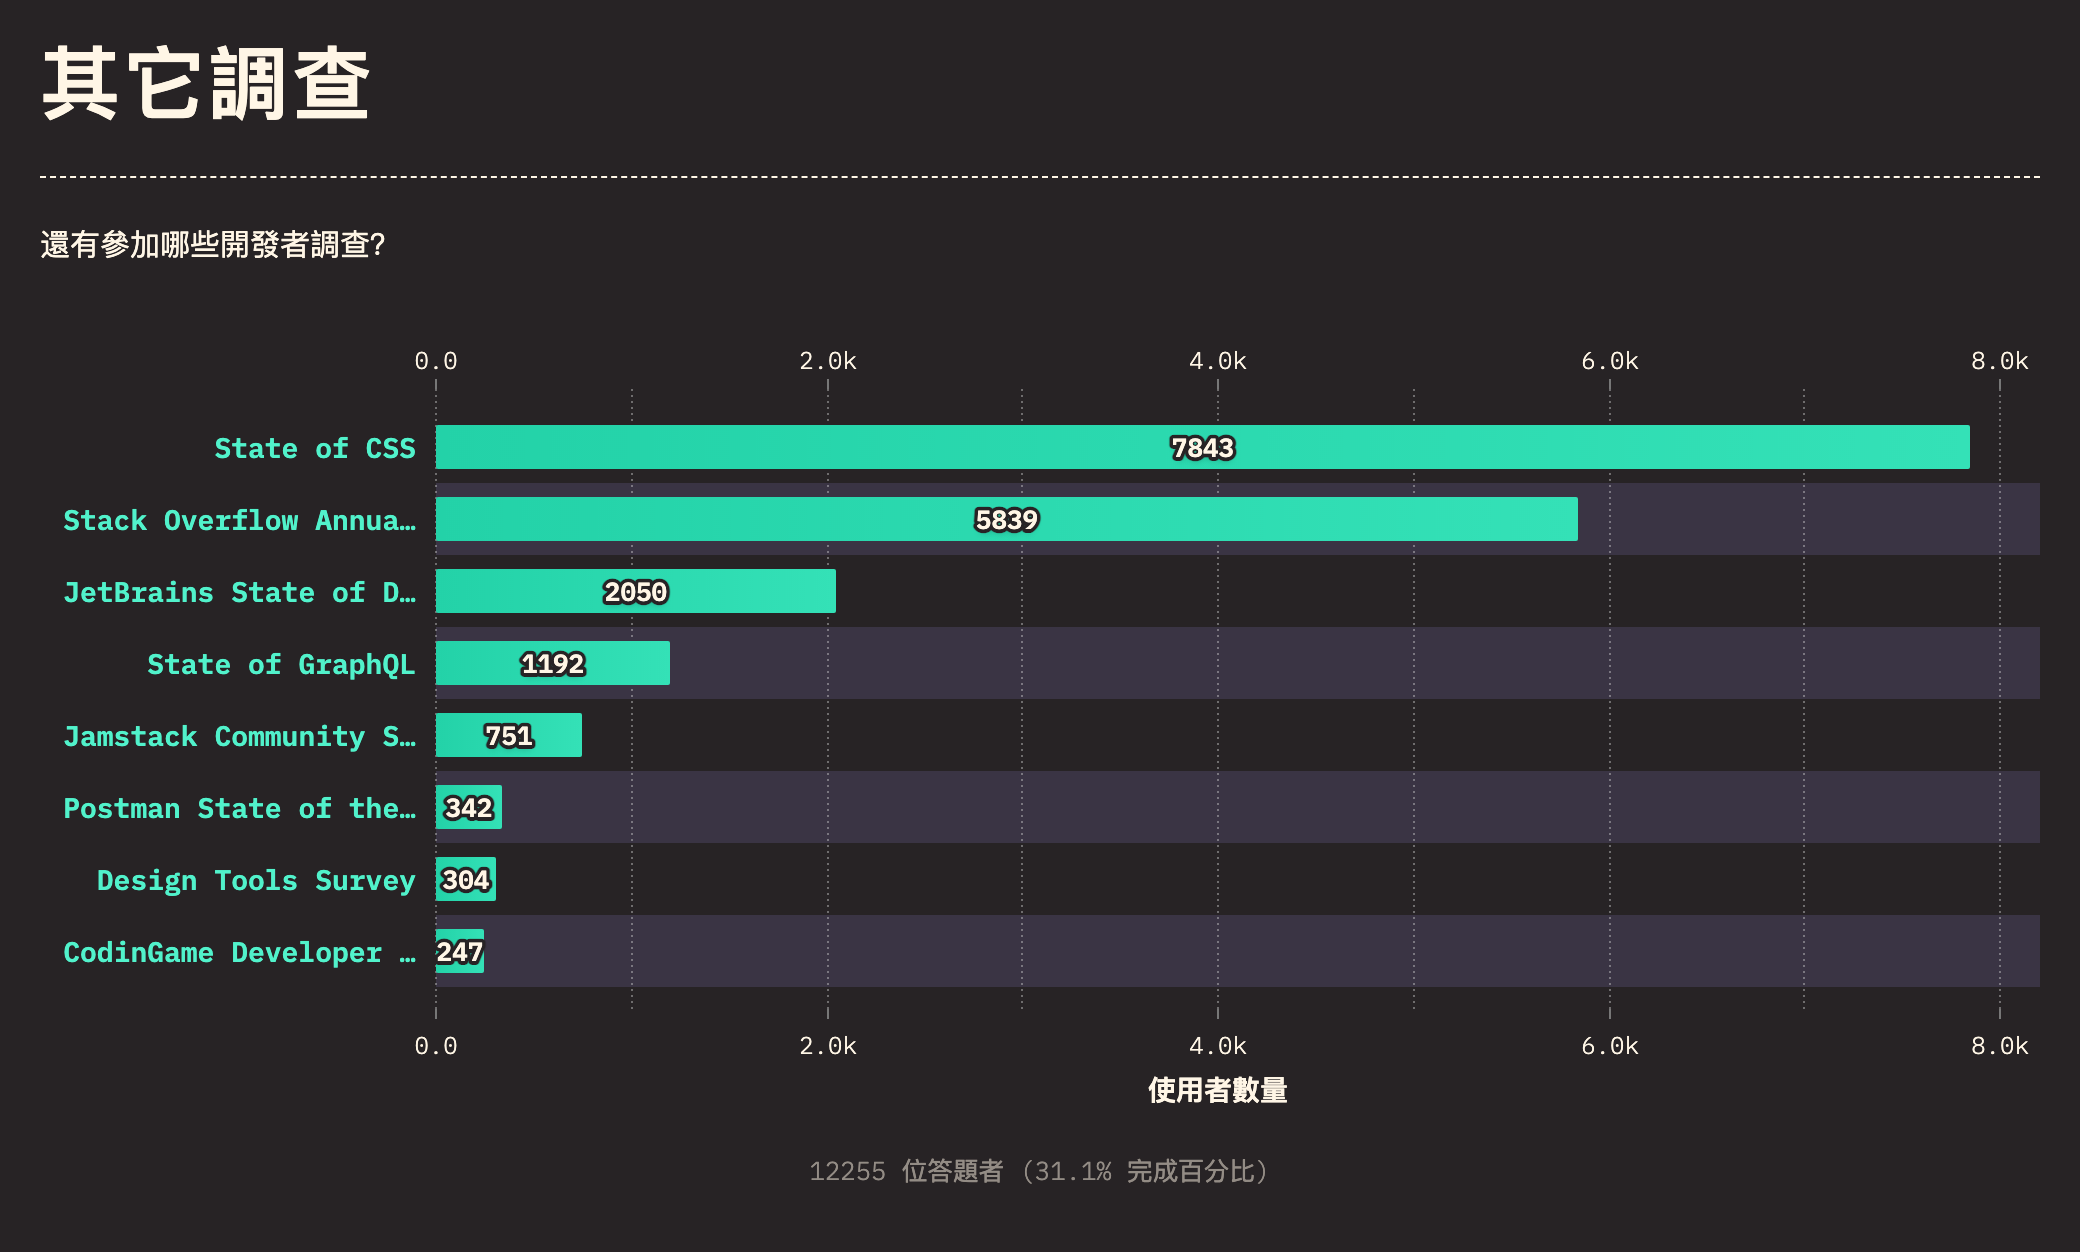 其它調查
還有參加哪些開發者調查?
0.0 2.0k 4.0k 6.0k 8.0k
State of CSS 7843
Stack Overflow Annua… 5839
JetBrains State of D… 2050
State of GraphQL 1192
Jamstack Community S… 751
Postman State of the… 342
Design Tools Survey 304
CodinGame Developer … 247
0.0 2.0k 4.0k 6.0k 8.0k
使用者數量
12255 位答題者 (31.1% 完成百分比)